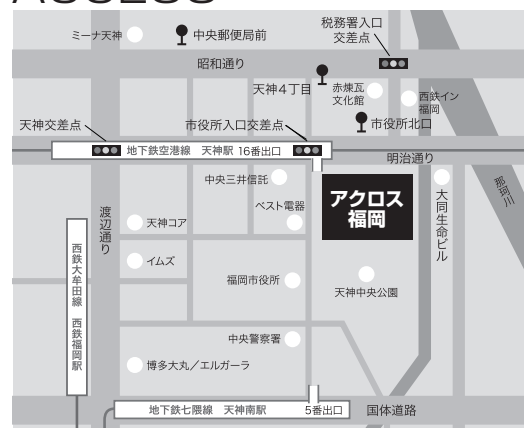 ACCESS
税務署入口
交差点
ミーナ天神
中央郵便局前
昭和通り
天神4丁目
赤煉瓦
文化館
西鉄イン
福岡
天神交差点
市役所入口交差点
市役所北口
地下鉄空港線 天神駅 16番出口
明治通り
中央三井信託
アクロス
福岡
大同生命ビル
那珂川
渡辺通り
天神コア
ベスト電器
西鉄大牟田線 西鉄福岡駅
イムズ
福岡市役所
天神中央公園
中央警察署
博多大丸/エルガーラ
地下鉄七隈線 天神南駅 5番出口
国体道路